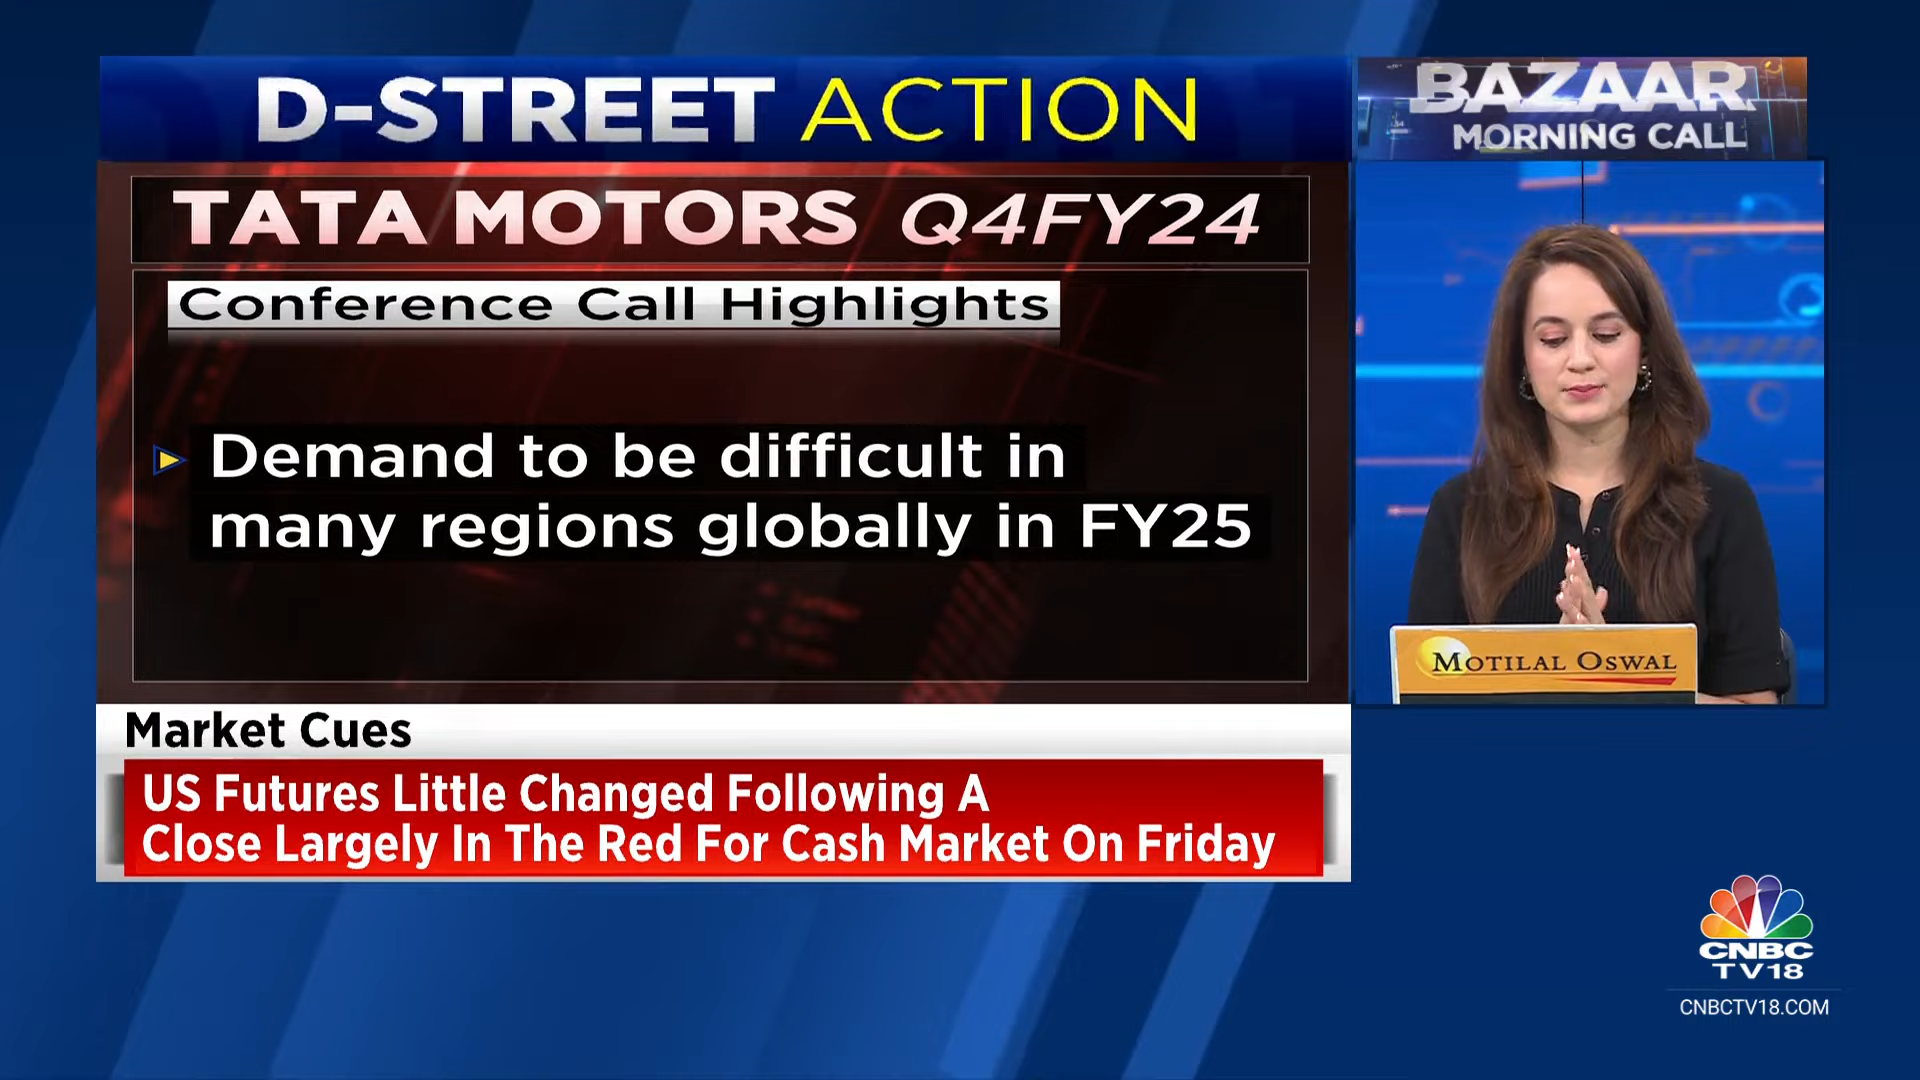 D-STREET ACTION
BAZAAR
MORNING CALL
TATA MOTORS Q4FY24
Conference Call Highlights
Demand to be difficult in
many regions globally in FY25
MOTILAL OSWAL
Market Cues
US Futures Little Changed Following A
Close Largely In The Red For Cash Market On Friday
CNBC
TV18
CNBCTV18.COM